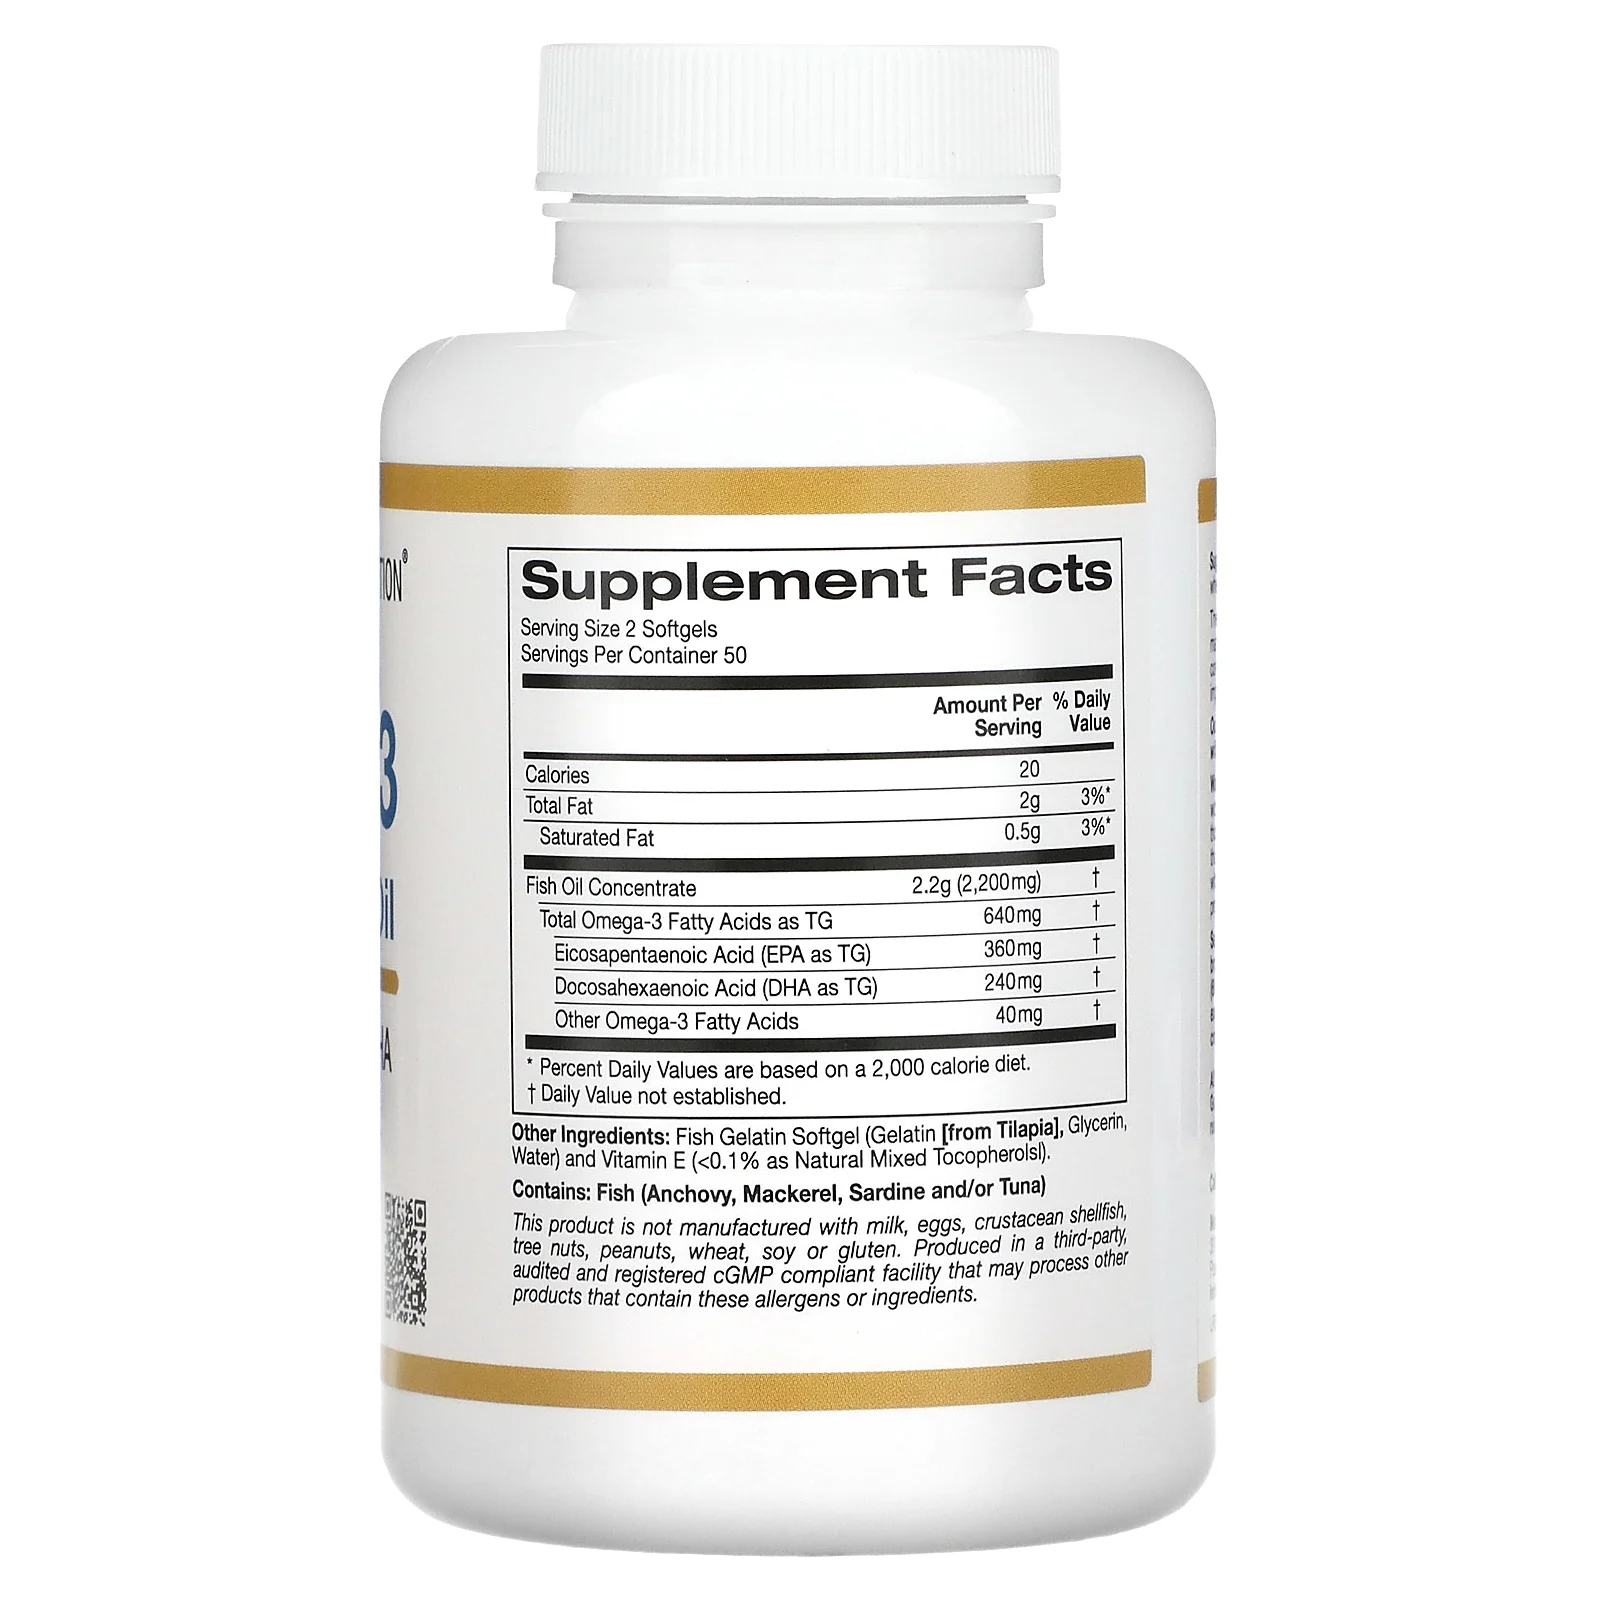 Supplement Facts
Serving Size 2 Softgels
Servings Per Container 50
Amount Per Serving % Daily Value
Calories 20
Total Fat 2g 3%*
Saturated Fat 0.5g 3%*
Fish Oil Concentrate 2.2g (2,200mg) †
Total Omega-3 Fatty Acids as TG 640mg †
Eicosapentaenoic Acid (EPA as TG) 360mg †
Docosahexaenoic Acid (DHA as TG) 240mg †
Other Omega-3 Fatty Acids 40mg †
* Percent Daily Values are based on a 2,000 calorie diet.
† Daily Value not established.
Other Ingredients: Fish Gelatin Softgel (Gelatin [from Tilapia], Glycerin,
Water) and Vitamin E (<0.1% as Natural Mixed Tocopherolsl).
Contains: Fish (Anchovy, Mackerel, Sardine and/or Tuna)
This product is not manufactured with milk, eggs, crustacean shellfish,
tree nuts, peanuts, wheat, soy or gluten. Produced in a third-party,
audited and registered cGMP compliant facility that may process other
products that contain these allergens or ingredients.
3